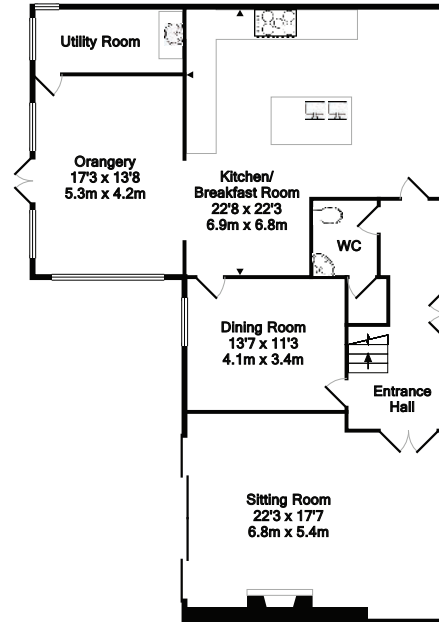 Utility Room
Orangery
17'3 x 13'8
5.3m x 4.2m
Kitchen/
Breakfast Room
22'8 x 22'3
6.9m x 6.8m
WC
Dining Room
13'7 x 11'3
4.1m x 3.4m
Entrance
Hall
Sitting Room
22'3 x 17'7
6.8m x 5.4m